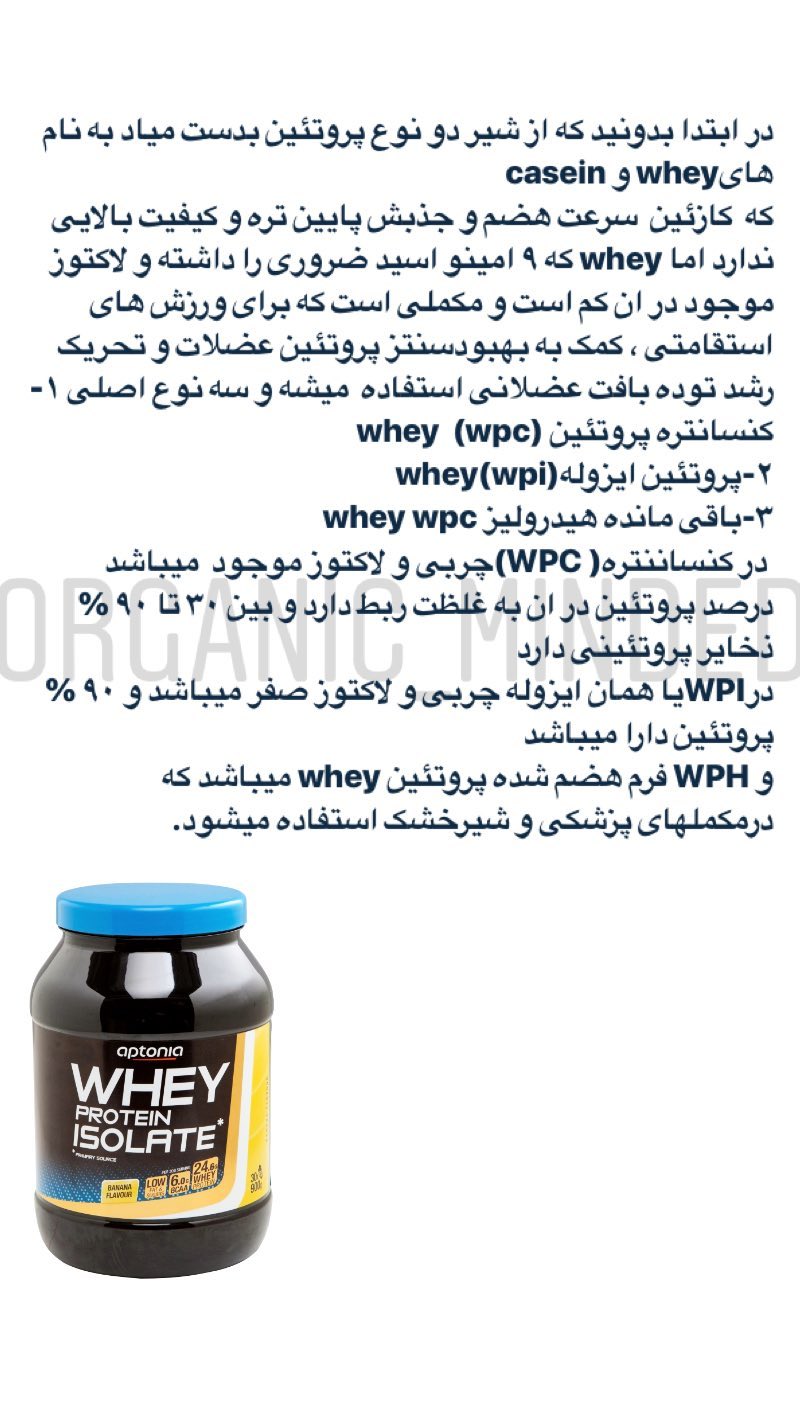 در ابتدا بدونید که از شیر دو نوع پروتئین بدست میاد به نام
های‌whey و casein
که کازئین سرعت هضم و جذبش پایین تره و کیفیت بالایی
ندارد اما whey که ۹ امینو اسید ضروری را داشته و لاکتوز
موجود در ان کم است و مکملی است که برای ورزش های
استقامتی ، کمک به بهبودسنتز پروتئین عضلات و تحریک
رشد توده بافت عضلانی استفاده میشه و سه نوع اصلی ۱-
کنسانتره پروتئین whey (wpc)
۲-پروتئین ایزوله(wpi)whey
۳-باقی مانده هیدرولیز whey wpc
در کنساننتره( WPC)چربی و لاکتوز موجود میباشد
درصد پروتئین در ان به غلظت ربط دارد و بین ۳۰ تا ۹۰ %
ذخایر پروتئینی دارد
درWPIیا همان ایزوله چربی و لاکتوز صفر میباشد و ۹۰ %
پروتئین دارا میباشد
و WPH فرم هضم شده پروتئین whey میباشد که
درمکملهای پزشکی و شیرخشک استفاده میشود.
ORGANIC_MINDED
aptonia
WHEY
PROTEIN
ISOLATE*
*PRIMARY SOURCE
BANANA FLAVOUR
LOW FAT & SUGARS
6.0g BCAA
24.6g WHEY PROTEIN